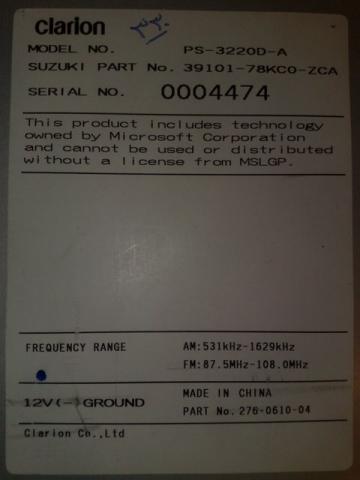 Clarion
MODEL NO. PS-3220D-A
SUZUKI PART No. 39101-78KC0-ZCA
SERIAL NO. 0004474
This product includes technology
owned by Microsoft Corporation
and cannot be used or distributed
without a license from MSLGP.
FREQUENCY RANGE AM:531kHz-1629kHz
FM:87.5MHz-108.0MHz
12V(-)GROUND MADE IN CHINA
PART No. 276-0610-04
Clarion Co.,Ltd